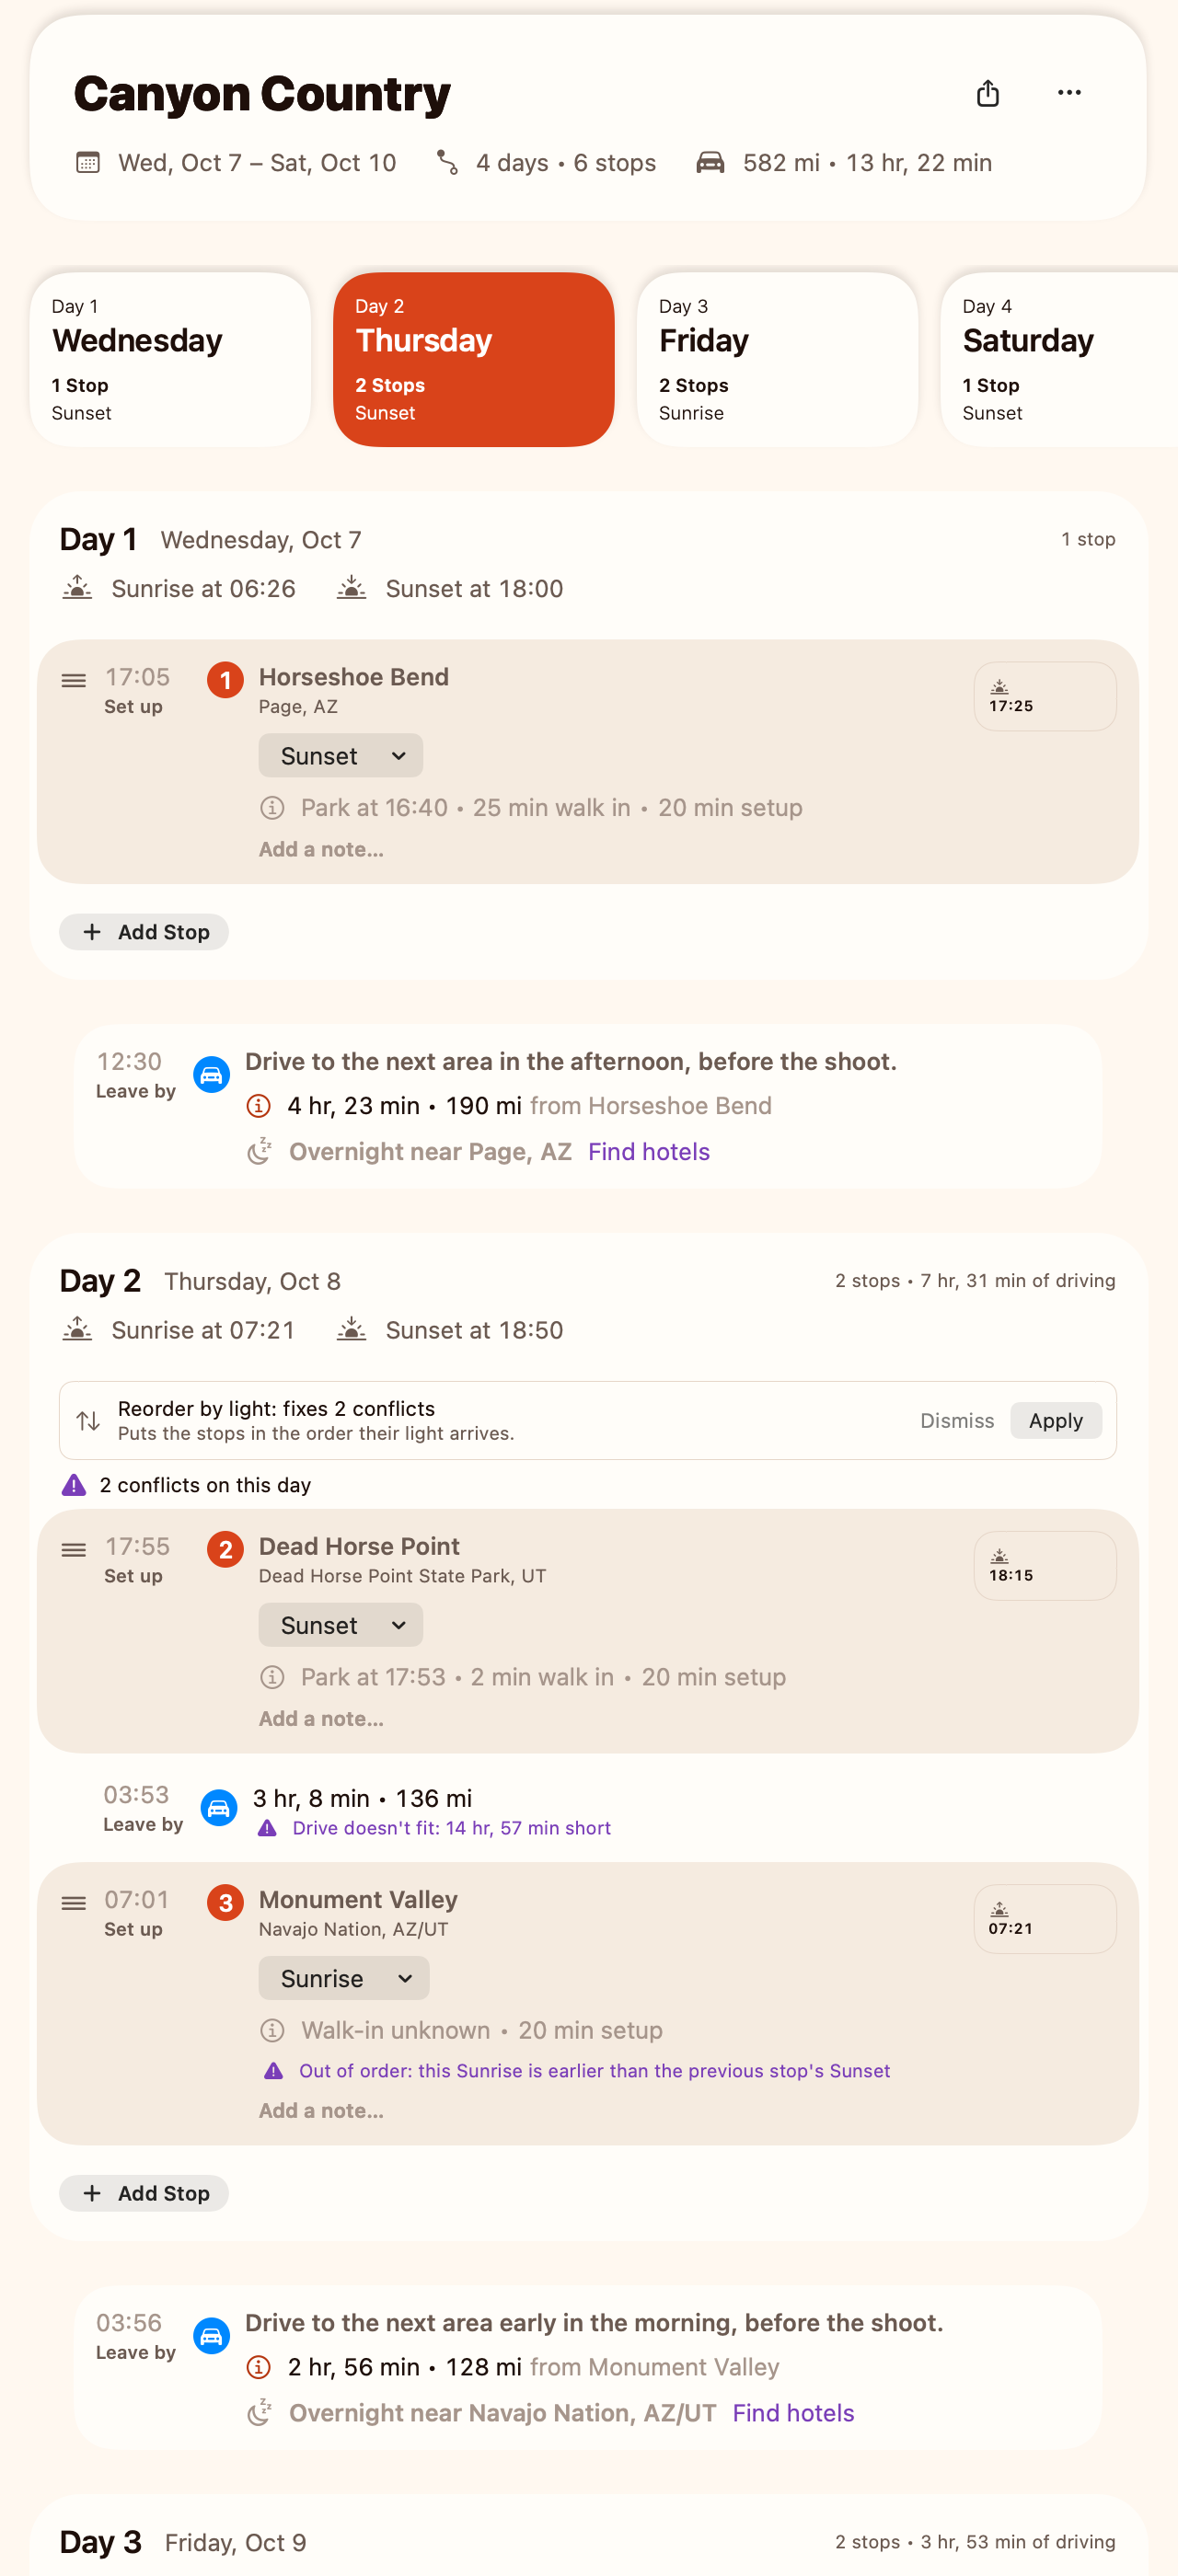 Canyon Country
Wed, Oct 7 – Sat, Oct 10 4 days • 6 stops 582 mi • 13 hr, 22 min
Day 1
Wednesday
1 Stop
Sunset
Day 2
Thursday
2 Stops
Sunset
Day 3
Friday
2 Stops
Sunrise
Day 4
Saturday
1 Stop
Sunset
Day 1 Wednesday, Oct 7 1 stop
Sunrise at 06:26 Sunset at 18:00
17:05
Set up
1
Horseshoe Bend
Page, AZ
17:25
Sunset
Park at 16:40 • 25 min walk in • 20 min setup
Add a note...
+ Add Stop
12:30
Leave by
Drive to the next area in the afternoon, before the shoot.
4 hr, 23 min • 190 mi from Horseshoe Bend
Overnight near Page, AZ Find hotels
Day 2 Thursday, Oct 8 2 stops • 7 hr, 31 min of driving
Sunrise at 07:21 Sunset at 18:50
Reorder by light: fixes 2 conflicts
Puts the stops in the order their light arrives.
Dismiss Apply
2 conflicts on this day
17:55
Set up
2
Dead Horse Point
Dead Horse Point State Park, UT
18:15
Sunset
Park at 17:53 • 2 min walk in • 20 min setup
Add a note...
03:53
Leave by
3 hr, 8 min • 136 mi
Drive doesn't fit: 14 hr, 57 min short
07:01
Set up
3
Monument Valley
Navajo Nation, AZ/UT
07:21
Sunrise
Walk-in unknown • 20 min setup
Out of order: this Sunrise is earlier than the previous stop's Sunset
Add a note...
+ Add Stop
03:56
Leave by
Drive to the next area early in the morning, before the shoot.
2 hr, 56 min • 128 mi from Monument Valley
Overnight near Navajo Nation, AZ/UT Find hotels
Day 3 Friday, Oct 9 2 stops • 3 hr, 53 min of driving